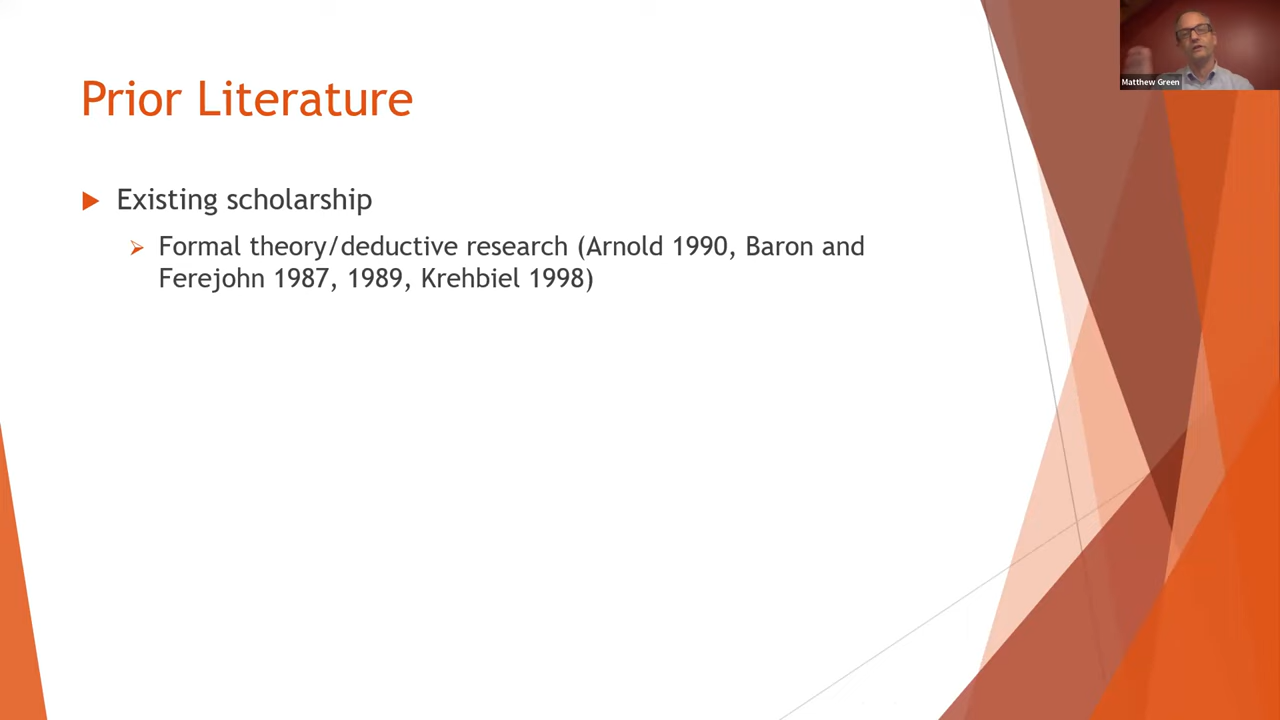 Matthew Green
Prior Literature
Existing scholarship
Formal theory/deductive research (Arnold 1990, Baron and
Ferejohn 1987, 1989, Krehbiel 1998)